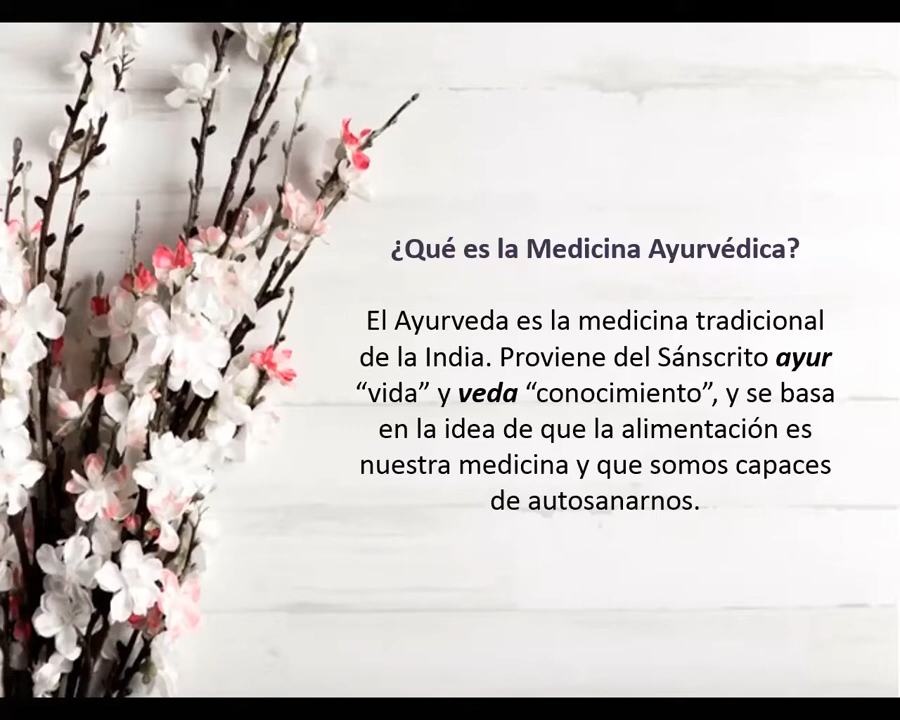 ¿Qué es la Medicina Ayurvédica?
El Ayurveda es la medicina tradicional
de la India. Proviene del Sánscrito ayur
“vida” y veda “conocimiento”, y se basa
en la idea de que la alimentación es
nuestra medicina y que somos capaces
de autosanarnos.